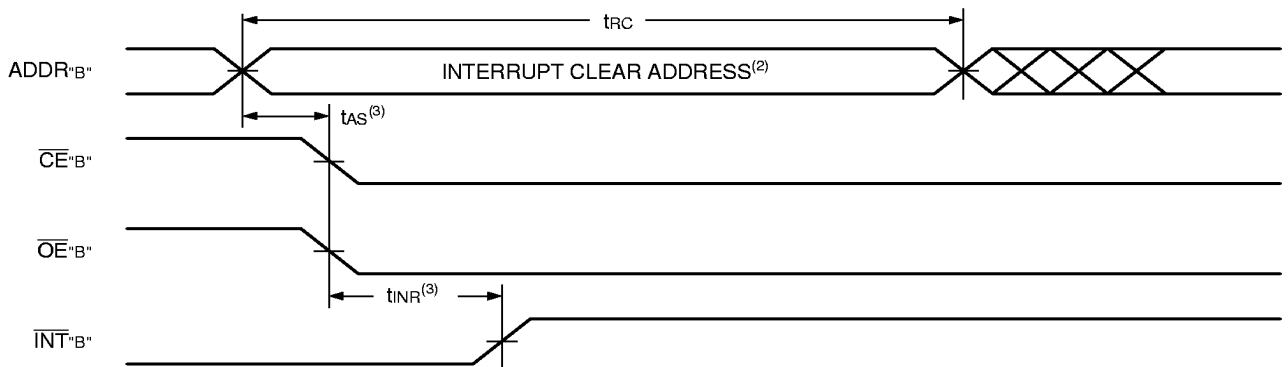 tRC
ADDR"B"
INTERRUPT CLEAR ADDRESS(2)
tAS(3)
CE"B"
OE"B"
tINR(3)
INT"B"